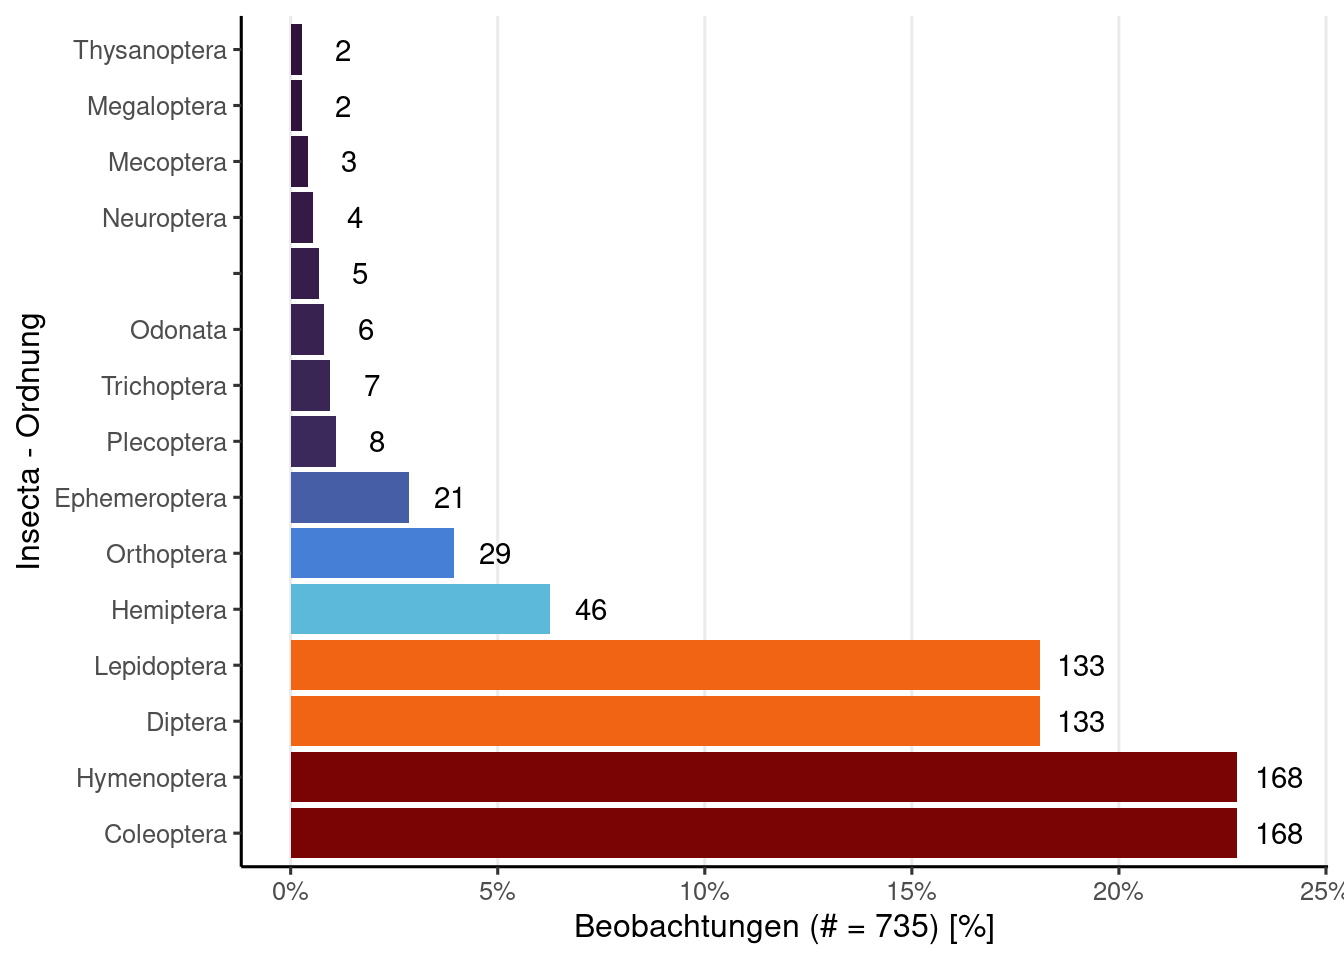 Thysanoptera 2
Megaloptera 2
Mecoptera 3
Neuroptera 4
5
Odonata 6
Trichoptera 7
Plecoptera 8
Ephemeroptera 21
Orthoptera 29
Hemiptera 46
Lepidoptera 133
Diptera 133
Hymenoptera 168
Coleoptera 168
Insecta - Ordnung
0% 5% 10% 15% 20% 25%
Beobachtungen (# = 735) [%]